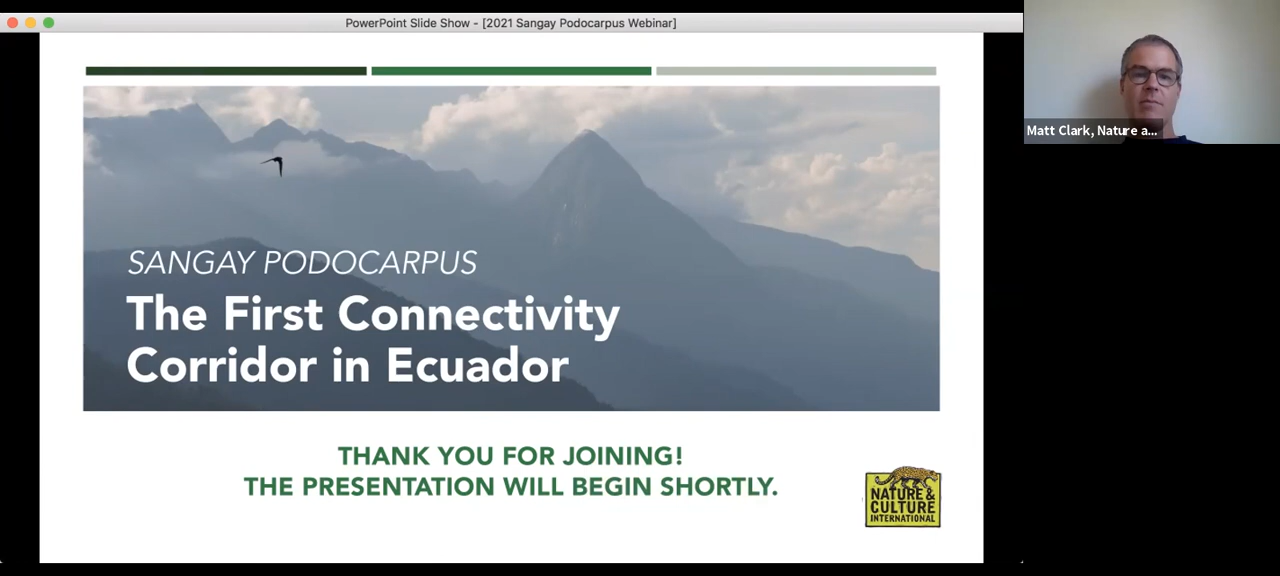 PowerPoint Slide Show - [2021 Sangay Podocarpus Webinar]
Matt Clark, Nature a...
SANGAY PODOCARPUS
The First Connectivity
Corridor in Ecuador
THANK YOU FOR JOINING!
THE PRESENTATION WILL BEGIN SHORTLY.
NATURE &
CULTURE
INTERNATIONAL